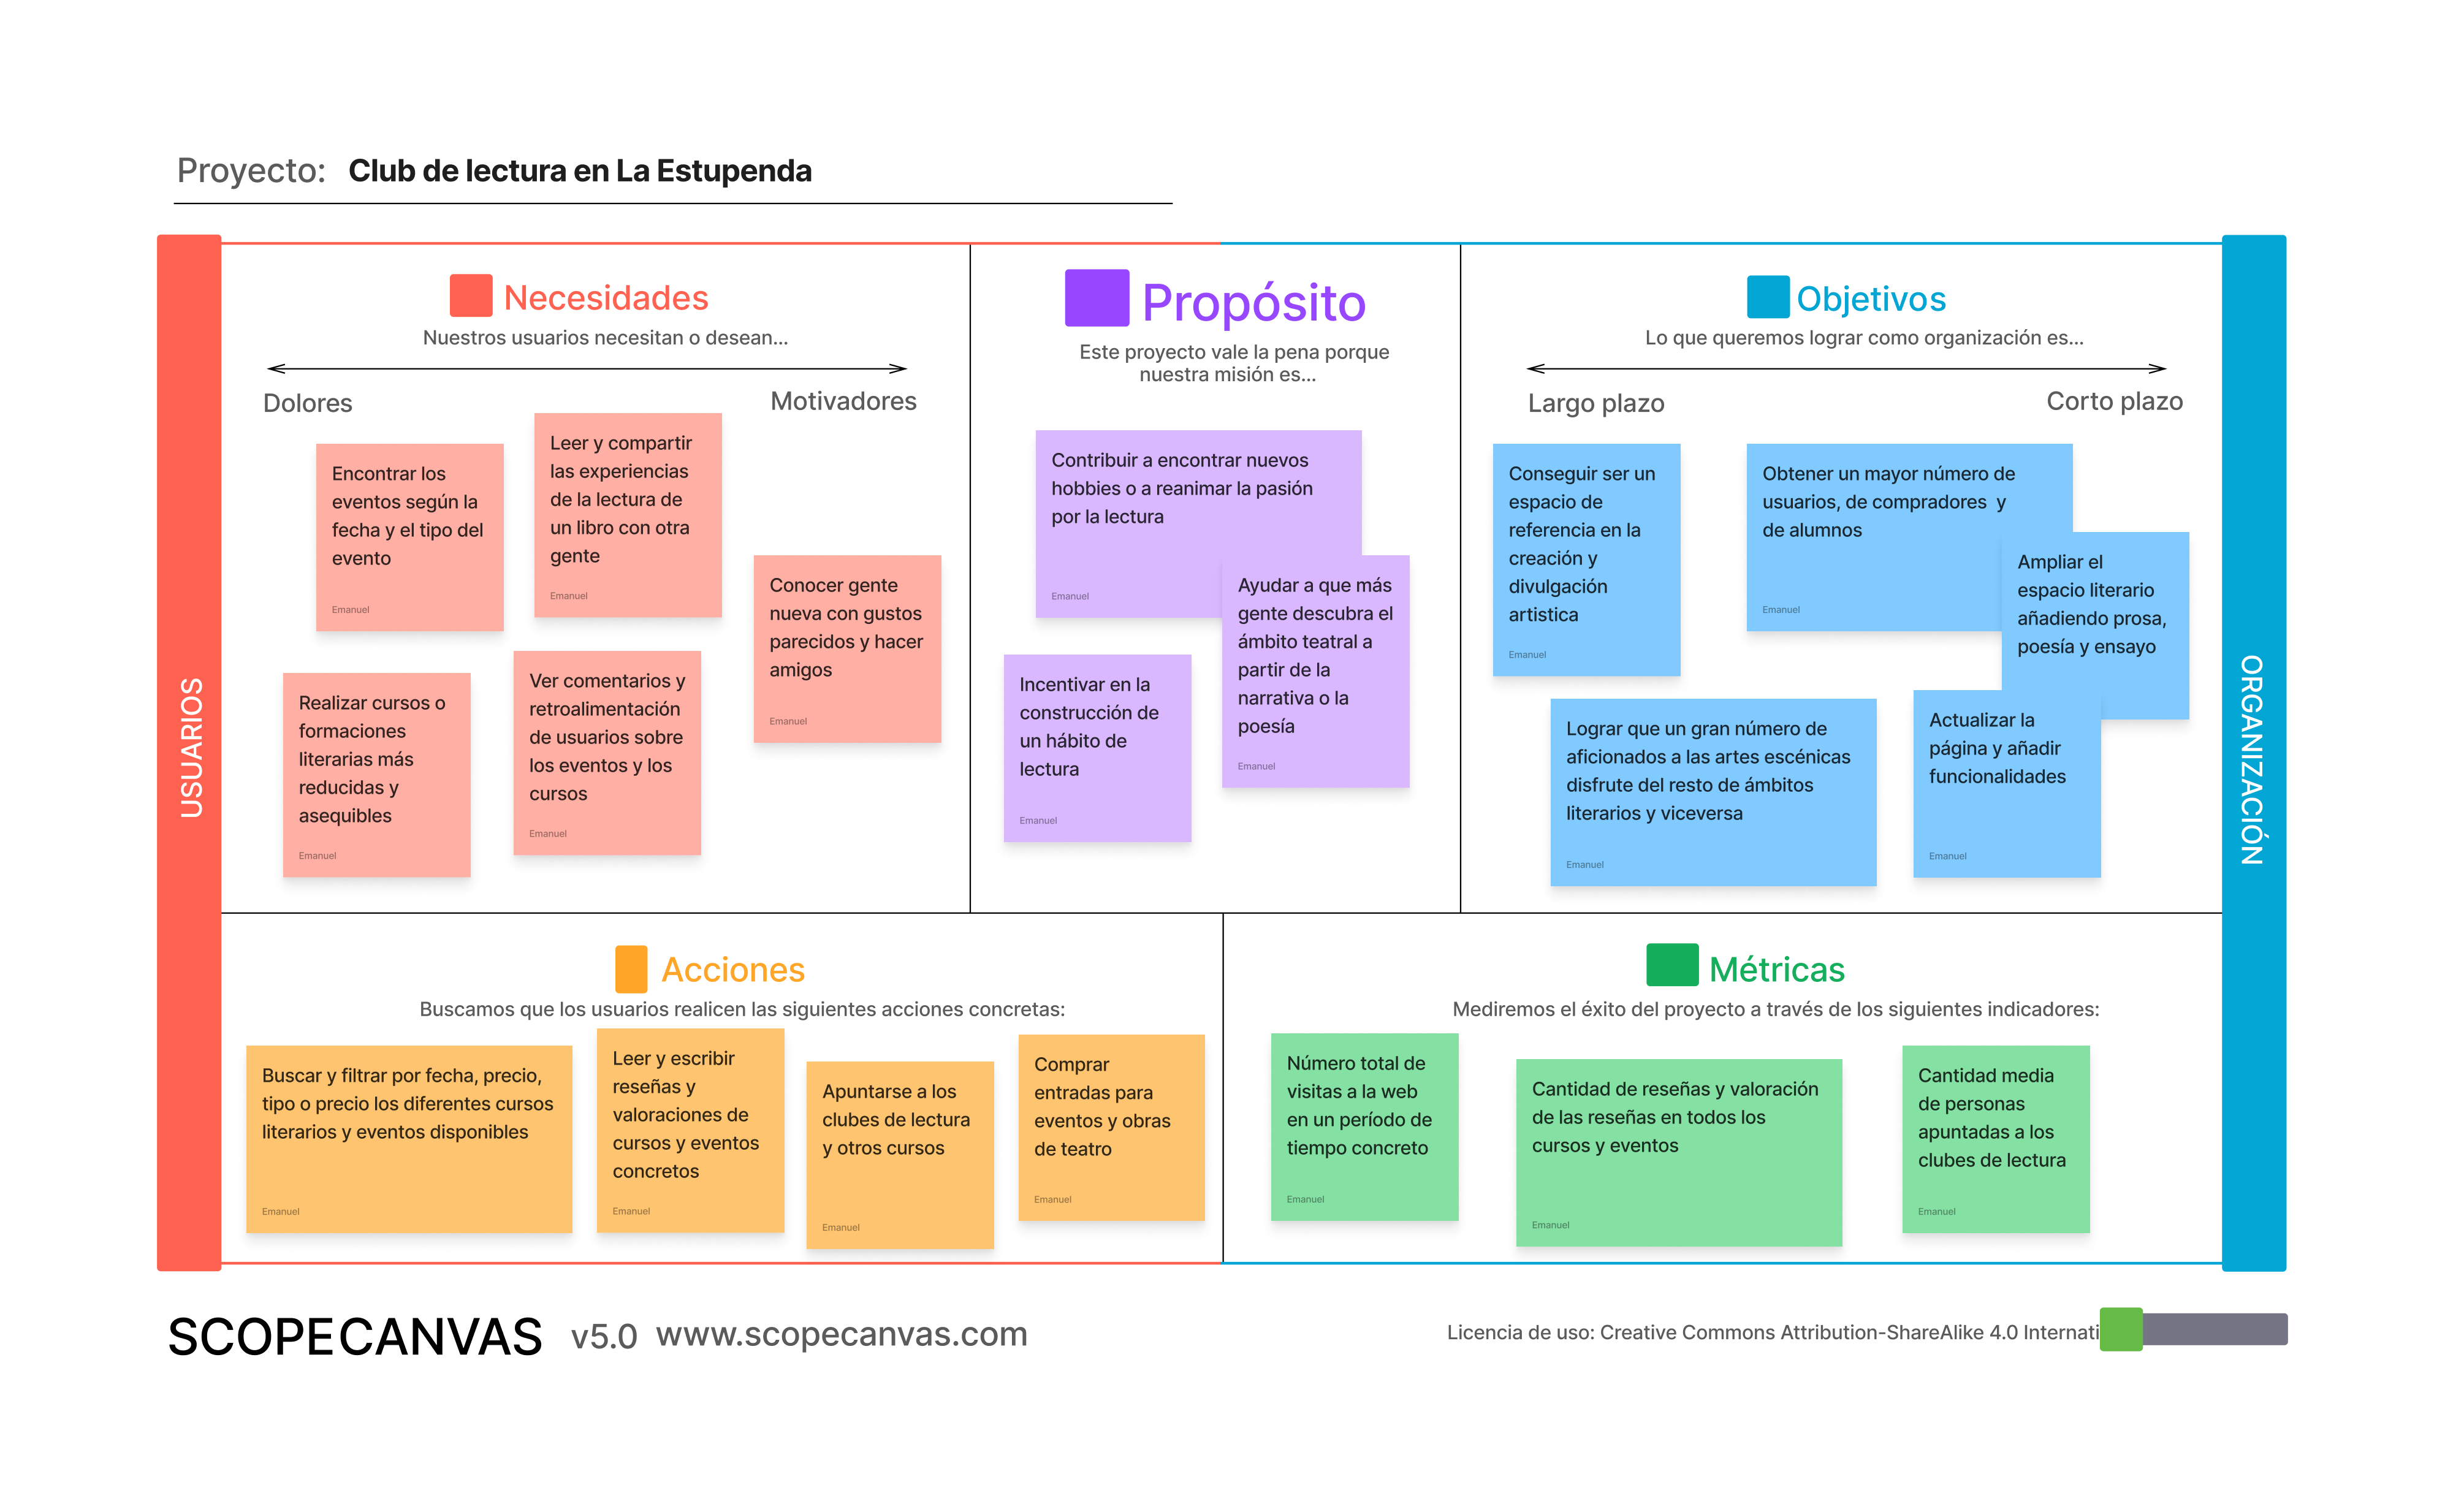 Proyecto: Club de lectura en La Estupenda
USUARIOS
Necesidades
Nuestros usuarios necesitan o desean...
Dolores
Motivadores
Encontrar los
eventos según la
fecha y el tipo del
evento
Emanuel
Leer y compartir
las experiencias
de la lectura de
un libro con otra
gente
Emanuel
Conocer gente
nueva con gustos
parecidos y hacer
amigos
Emanuel
Realizar cursos o
formaciones
literarias más
reducidas y
asequibles
Emanuel
Ver comentarios y
retroalimentación
de usuarios sobre
los eventos y los
cursos
Emanuel
Propósito
Este proyecto vale la pena porque
nuestra misión es...
Contribuir a encontrar nuevos
hobbies o a reanimar la pasión
por la lectura
Emanuel
Ayudar a que más
gente descubra el
ámbito teatral a
partir de la
narrativa o la
poesía
Emanuel
Incentivar en la
construcción de
un hábito de
lectura
Emanuel
Objetivos
Lo que queremos lograr como organización es...
Largo plazo
Corto plazo
Conseguir ser un
espacio de
referencia en la
creación y
divulgación
artistica
Emanuel
Obtener un mayor número de
usuarios, de compradores y
de alumnos
Emanuel
Ampliar el
espacio literario
añadiendo prosa,
poesía y ensayo
Lograr que un gran número de
aficionados a las artes escénicas
disfrute del resto de ámbitos
literarios y viceversa
Emanuel
Actualizar la
página y añadir
funcionalidades
Emanuel
ORGANIZACIÓN
Acciones
Buscamos que los usuarios realicen las siguientes acciones concretas:
Buscar y filtrar por fecha, precio,
tipo o precio los diferentes cursos
literarios y eventos disponibles
Emanuel
Leer y escribir
reseñas y
valoraciones de
cursos y eventos
concretos
Emanuel
Apuntarse a los
clubes de lectura
y otros cursos
Emanuel
Comprar
entradas para
eventos y obras
de teatro
Emanuel
Métricas
Mediremos el éxito del proyecto a través de los siguientes indicadores:
Número total de
visitas a la web
en un período de
tiempo concreto
Emanuel
Cantidad de reseñas y valoración
de las reseñas en todos los
cursos y eventos
Emanuel
Cantidad media
de personas
apuntadas a los
clubes de lectura
Emanuel
SCOPECANVAS v5.0 www.scopecanvas.com
Licencia de uso: Creative Commons Attribution-ShareAlike 4.0 Internati